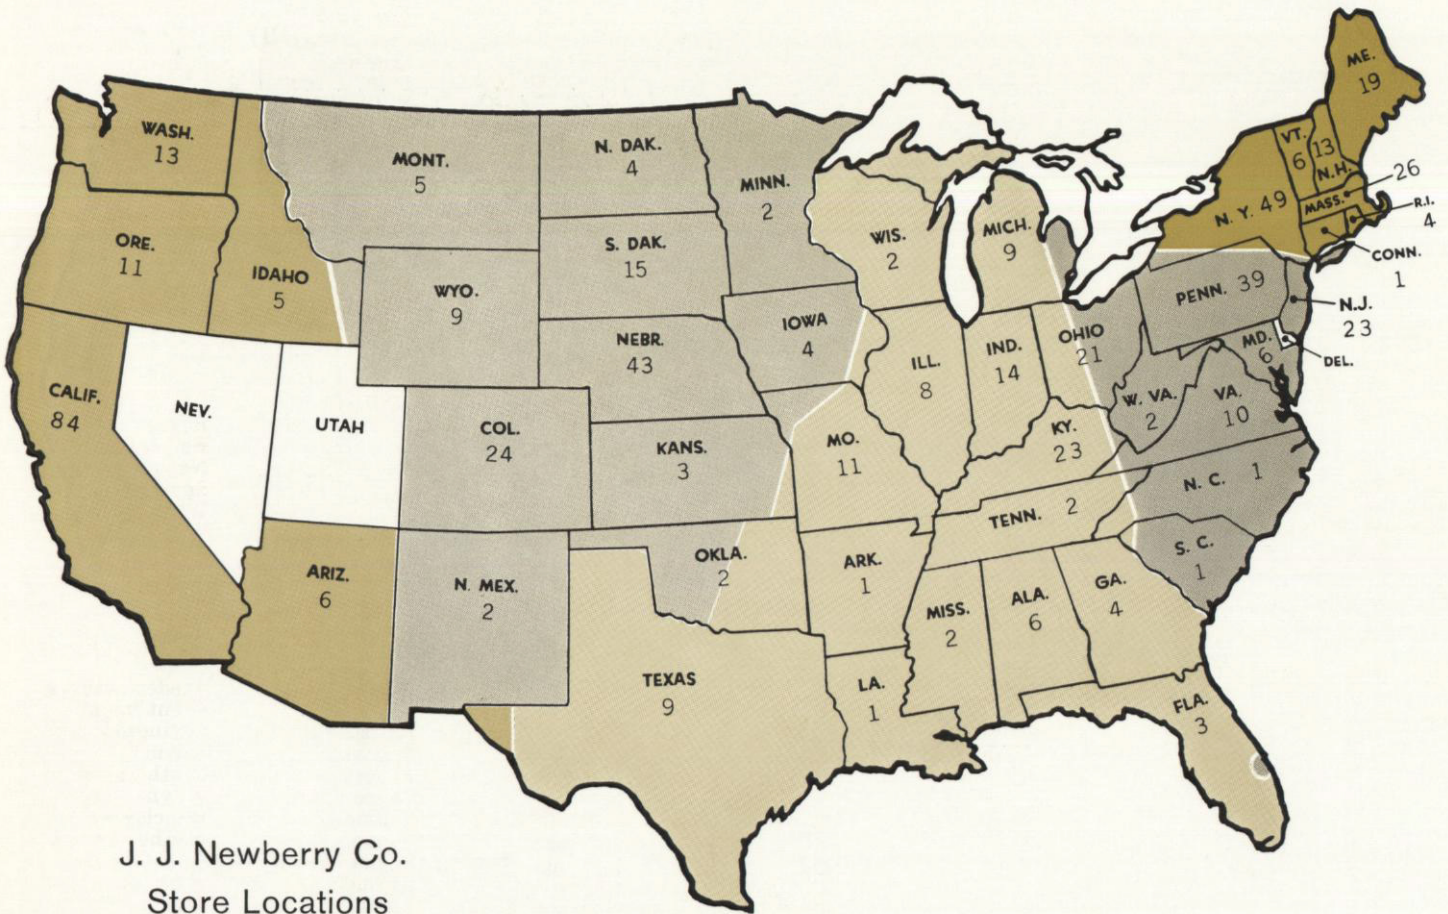 WASH.
13
ORE.
11
CALIF.
84
IDAHO
5
NEV.
UTAH
ARIZ.
6
MONT.
5
WYO.
9
COL.
24
N. MEX.
2
N. DAK.
4
S. DAK.
15
NEBR.
43
KANS.
3
OKLA.
2
TEXAS
9
MINN.
2
IOWA
4
MO.
11
ARK.
1
LA.
1
WIS.
2
ILL.
8
MICH.
9
IND.
14
OHIO
21
KY.
23
TENN. 2
MISS.
2
ALA.
6
GA.
4
FLA.
3
S. C.
1
N. C. 1
VA.
10
W. VA.
2
MD.
6
DEL.
PENN. 39
N.J.
23
N. Y. 49
CONN.
1
R.I.
4
MASS.
26
VT.
6
13
N.H.
ME.
19
J. J. Newberry Co.
Store Locations